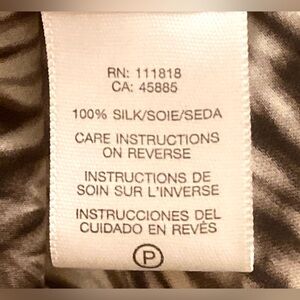 RN: 111818
CA: 45885
100% SILK/SOIE/SEDA
CARE INSTRUCTIONS
ON REVERSE
INSTRUCTIONS DE
SOIN SUR L'INVERSE
INSTRUCCIONES DEL
CUIDADO EN REVÉS
P